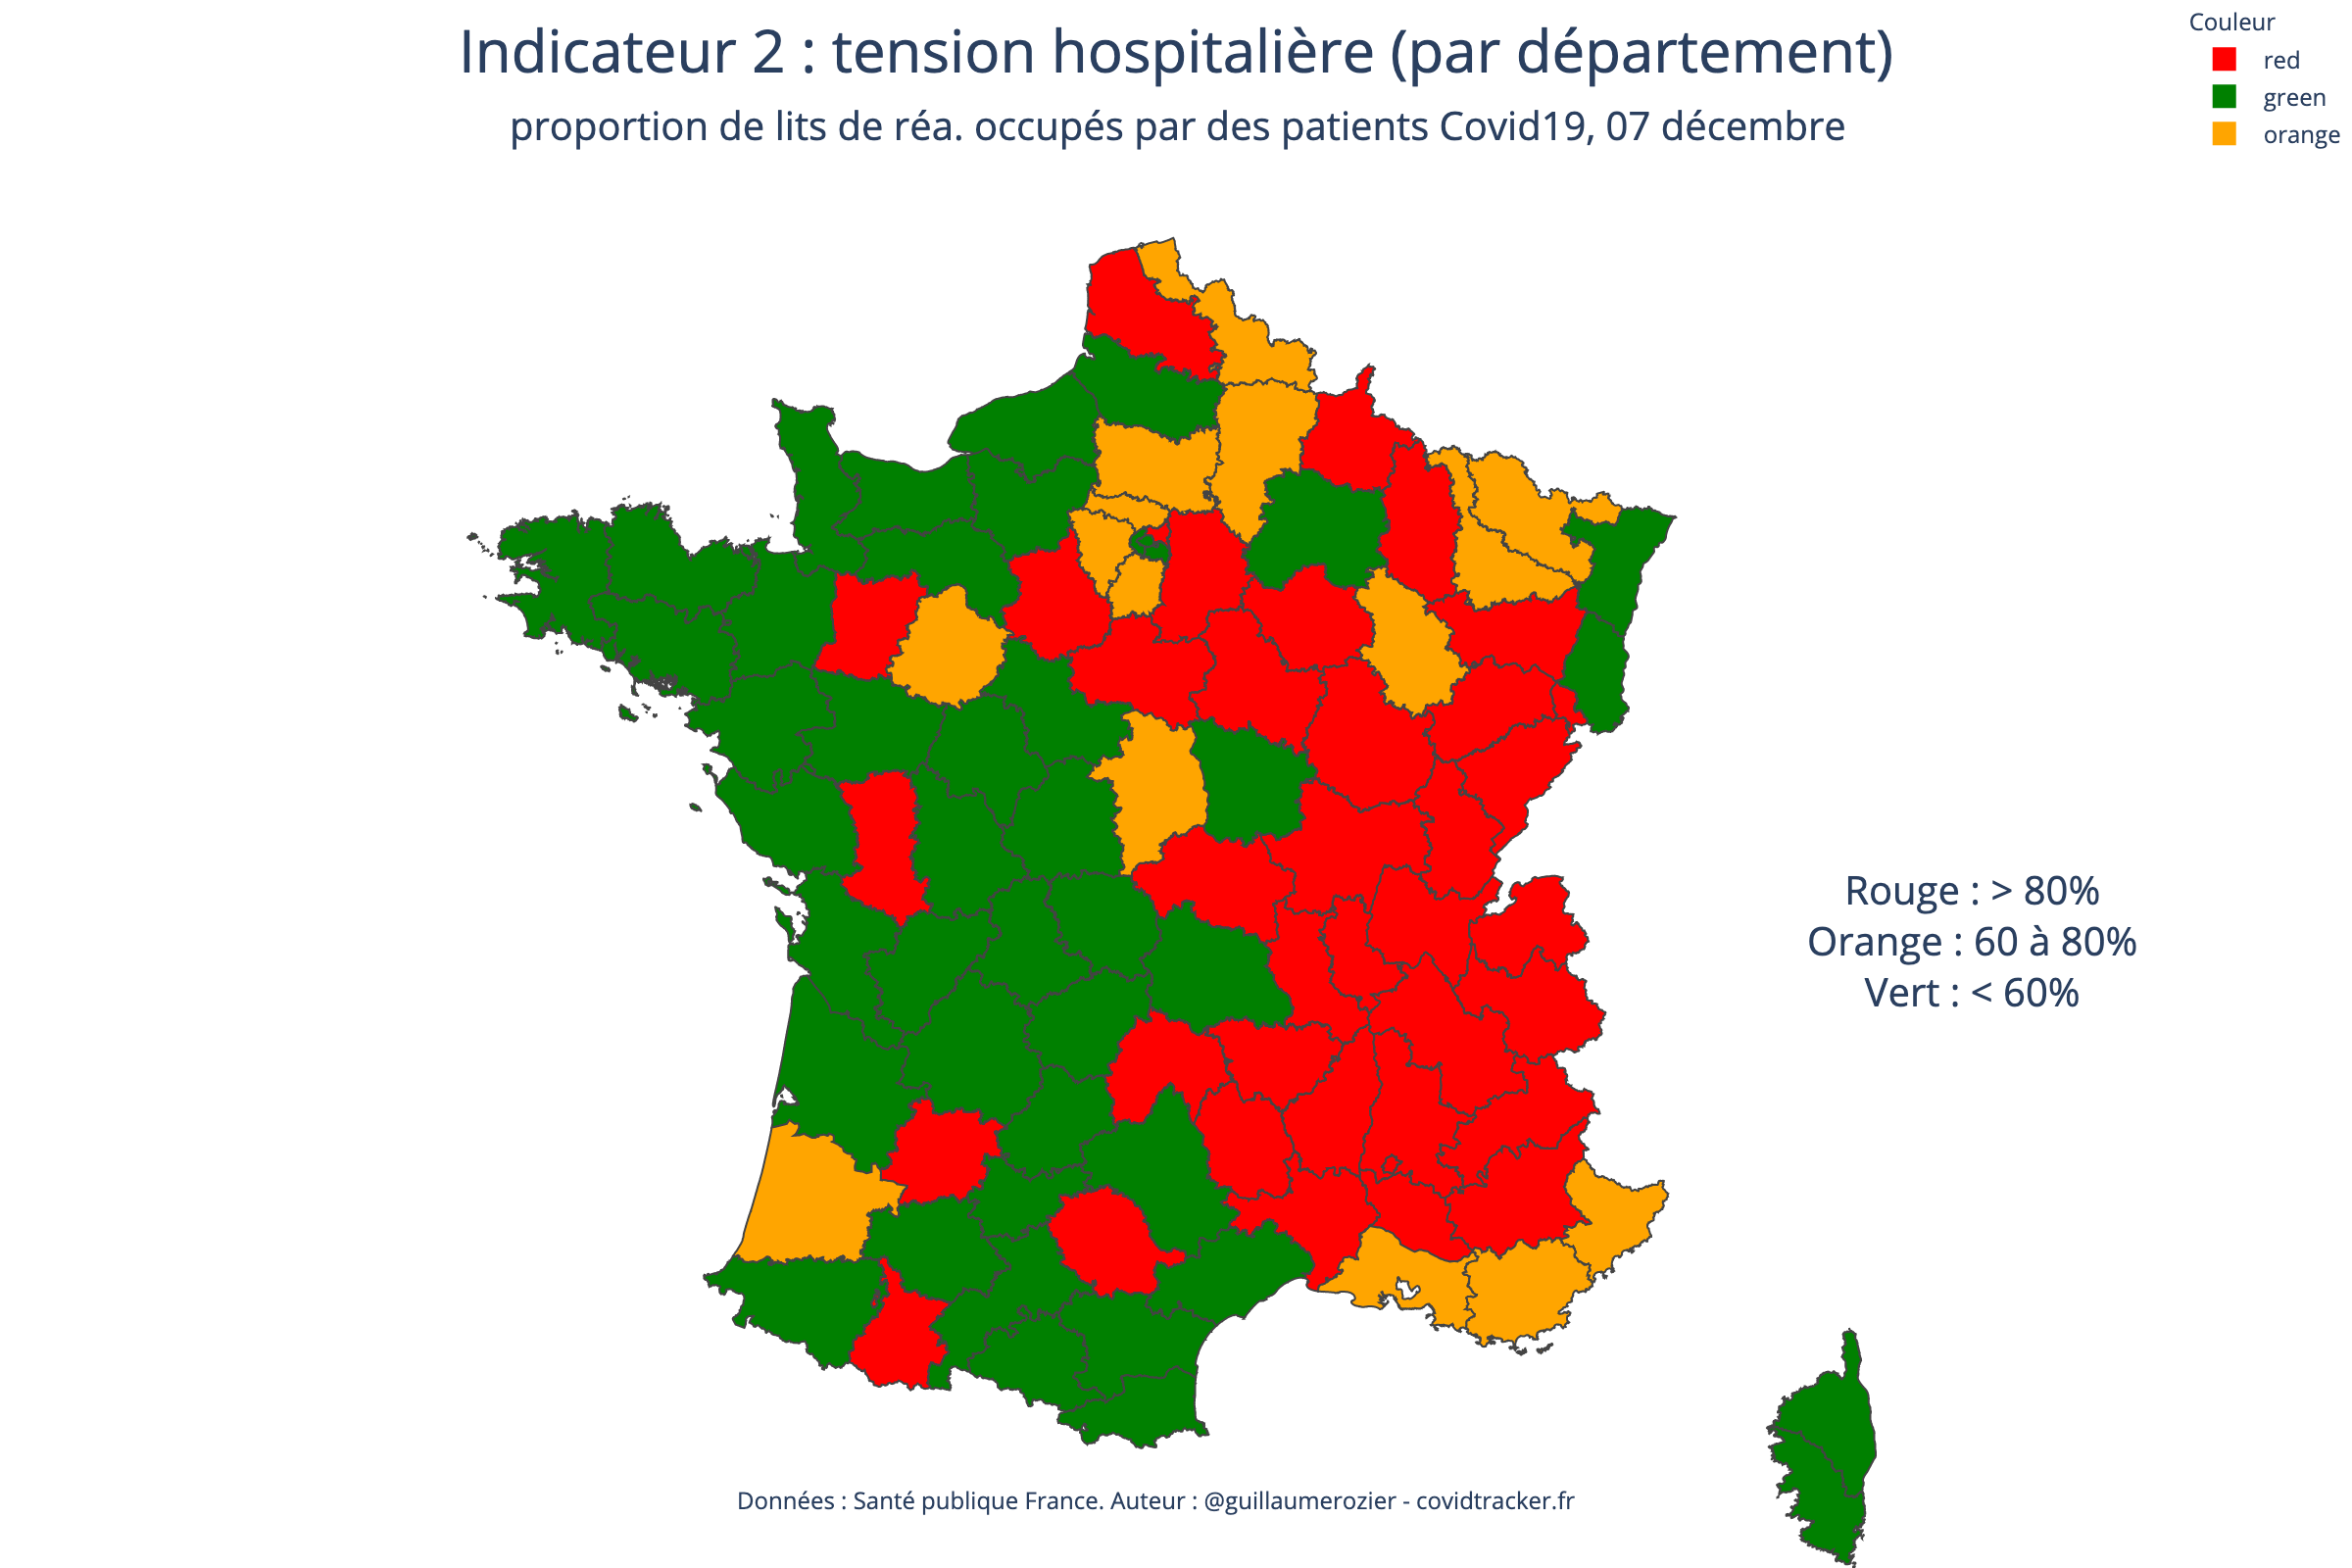 Indicateur 2 : tension hospitalière (par département)
proportion de lits de réa. occupés par des patients Covid19, 07 décembre
Couleur
red
green
orange
Rouge : > 80%
Orange : 60 à 80%
Vert : < 60%
Données : Santé publique France. Auteur : @guillaumerozier - covidtracker.fr